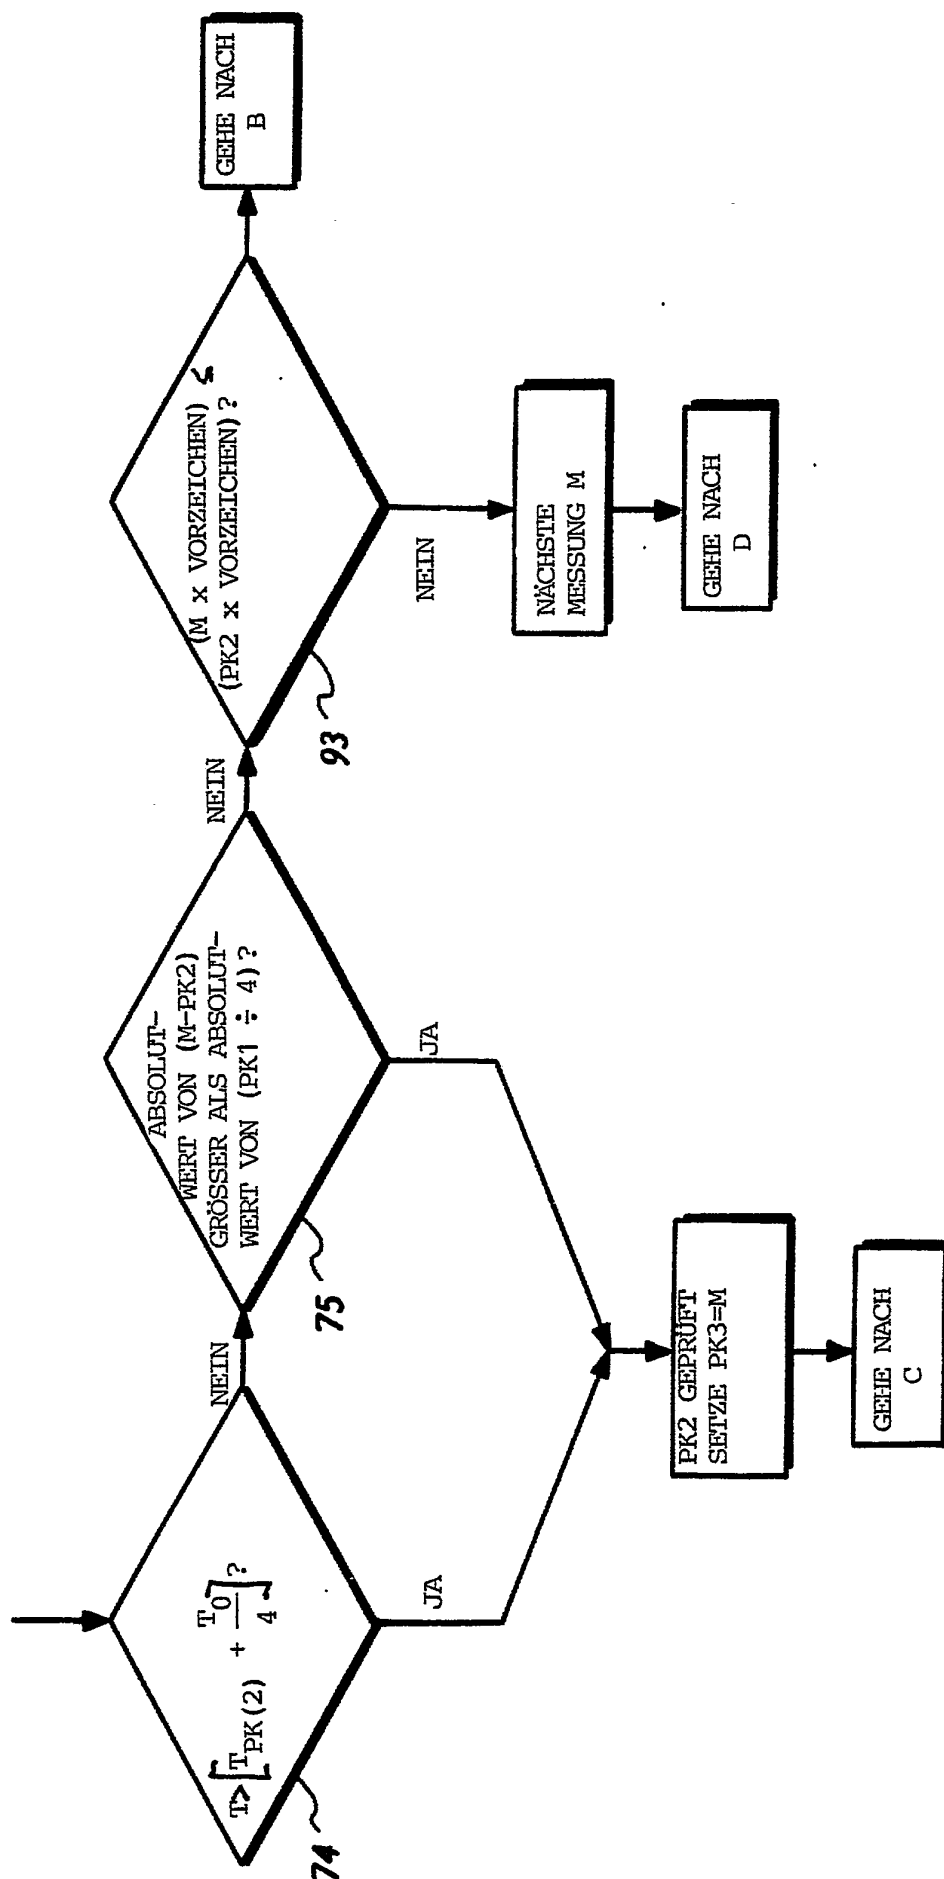 T>[T_PK(2) + T_0/4]?
74
JA
NEIN
ABSOLUT-
WERT VON (M-PK2)
GRÖSSER ALS ABSOLUT-
WERT VON (PK1 ÷ 4)?
75
JA
NEIN
(M x VORZEICHEN) ≤
(PK2 x VORZEICHEN)?
93
NEIN
GEHE NACH
B
NÄCHSTE
MESSUNG M
GEHE NACH
D
PK2 GEPRÜFT
SETZE PK3=M
GEHE NACH
C